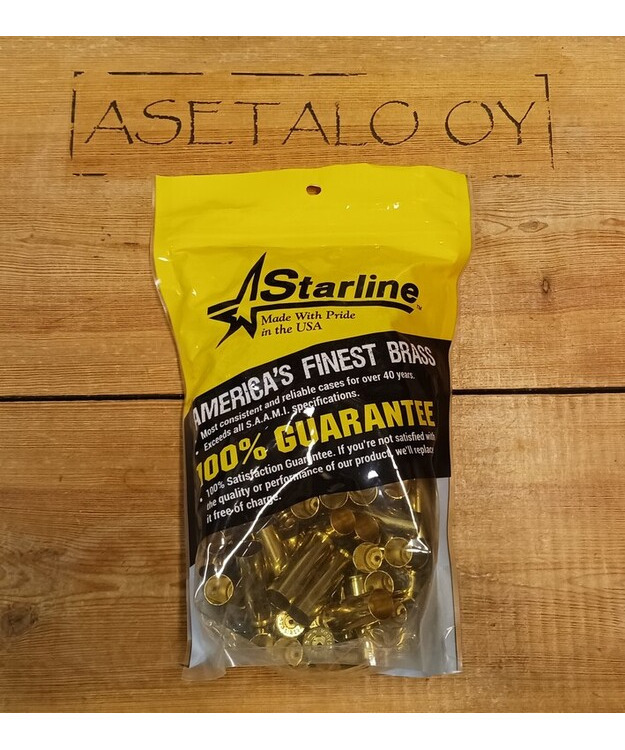 ASETALO OY
Starline™
Made With Pride
in the USA
AMERICA'S FINEST BRASS
• Most consistent and reliable cases for over 40 years.
• Exceeds all S.A.A.M.I. specifications.
100% GUARANTEE
• 100% Satisfaction Guarantee. If you're not satisfied with
the quality or performance of our product, we'll replace
it free of charge.